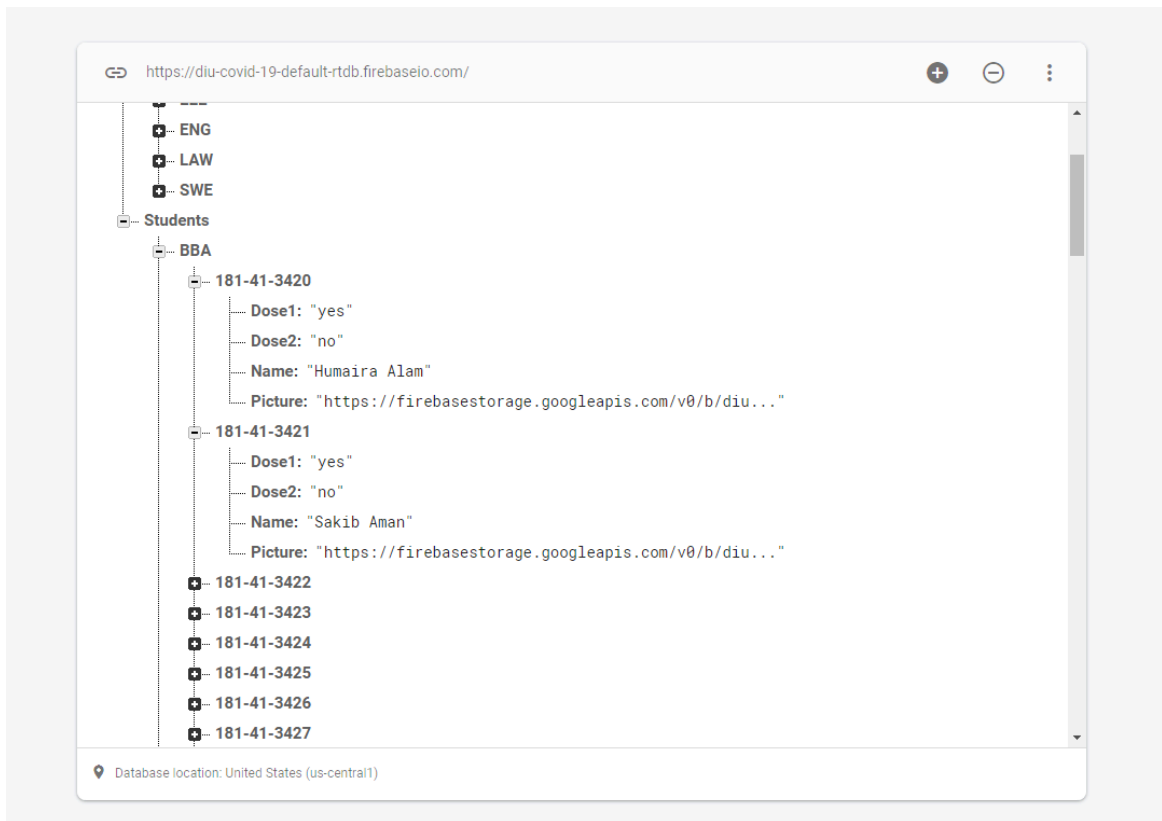 https://diu-covid-19-default-rtdb.firebaseio.com/
ENG
LAW
SWE
Students
BBA
181-41-3420
Dose1: "yes"
Dose2: "no"
Name: "Humaira Alam"
Picture: "https://firebasestorage.googleapis.com/v0/b/diu..."
181-41-3421
Dose1: "yes"
Dose2: "no"
Name: "Sakib Aman"
Picture: "https://firebasestorage.googleapis.com/v0/b/diu..."
181-41-3422
181-41-3423
181-41-3424
181-41-3425
181-41-3426
181-41-3427
Database location: United States (us-central1)